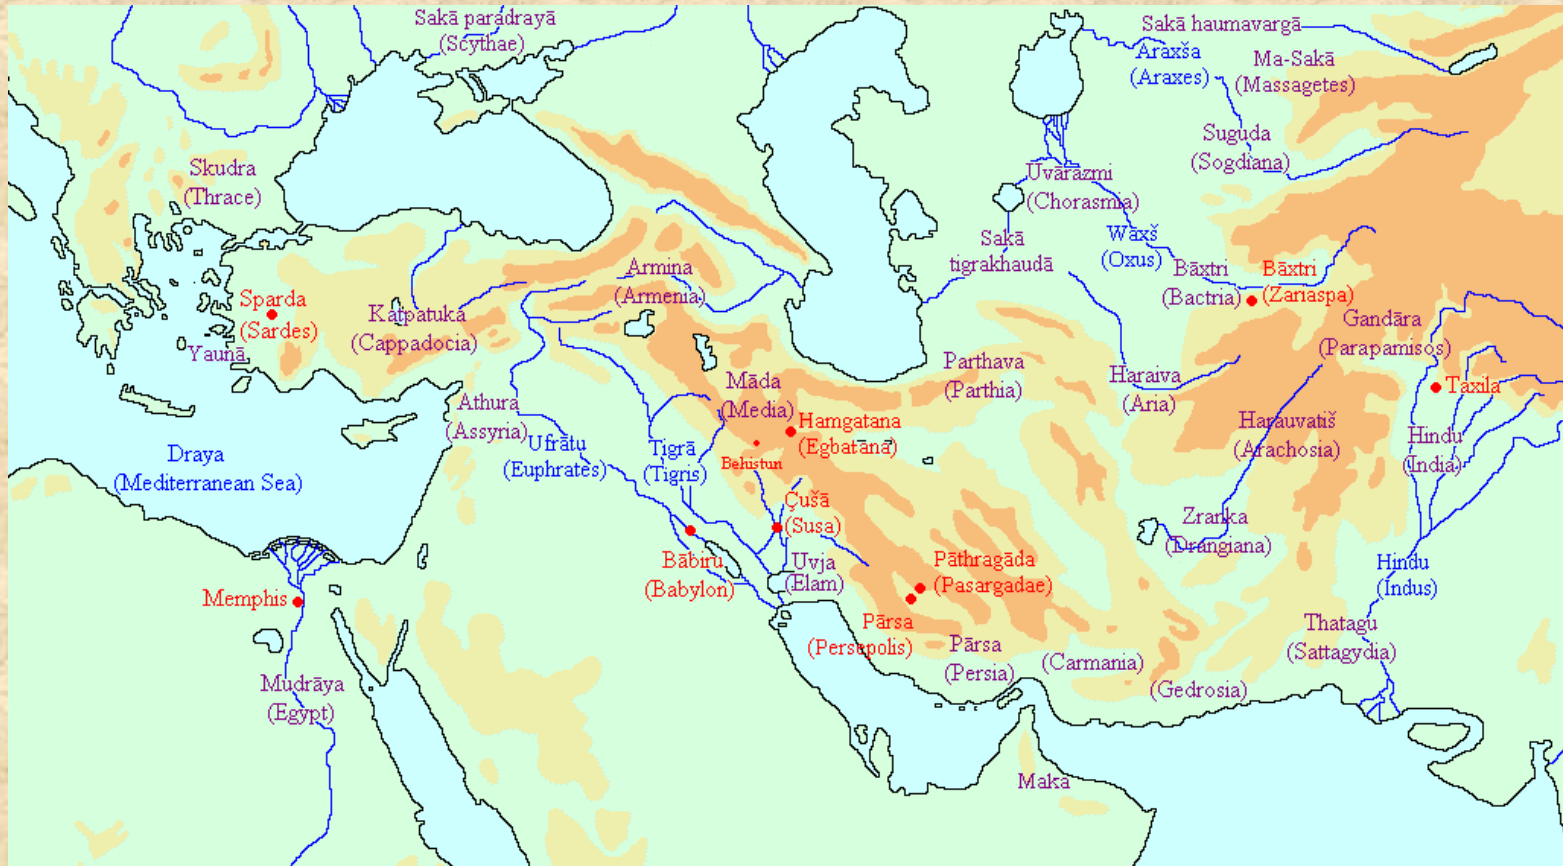 Sakā paradrayā
(Scythae)
Sakā haumavargā
Araxša
(Araxes)
Ma-Sakā
(Massagetes)
Suguda
(Sogdiana)
Skudra
(Thrace)
Uvārazmi
(Chorasmia)
Sakā
tigrakhaudā
Waxš
(Oxus)
Bāxtri
(Bactria)
Bāxtri
(Zariaspa)
Armina
(Armenia)
Sparda
(Sardes)
Katpatuka
(Cappadocia)
Yaunā
Gandāra
(Parapamisos)
Parthava
(Parthia)
Haraiva
(Aria)
Taxila
Māda
(Media)
Athura
(Assyria)
Hamgatana
(Egbatana)
Harauvatiš
(Arachosia)
Hindu
(India)
Ufrātu
(Euphrates)
Tigrā
(Tigris)
Behistun
Draya
(Mediterranean Sea)
Çušā
(Susa)
Zranka
(Drangiana)
Bābiru
(Babylon)
Uvja
(Elam)
Pāthragāda
(Pasargadae)
Hindu
(Indus)
Memphis
Pārsa
(Persepolis)
Pārsa
(Persia)
(Carmania)
Thatagu
(Sattagydia)
(Gedrosia)
Mudrāya
(Egypt)
Maka